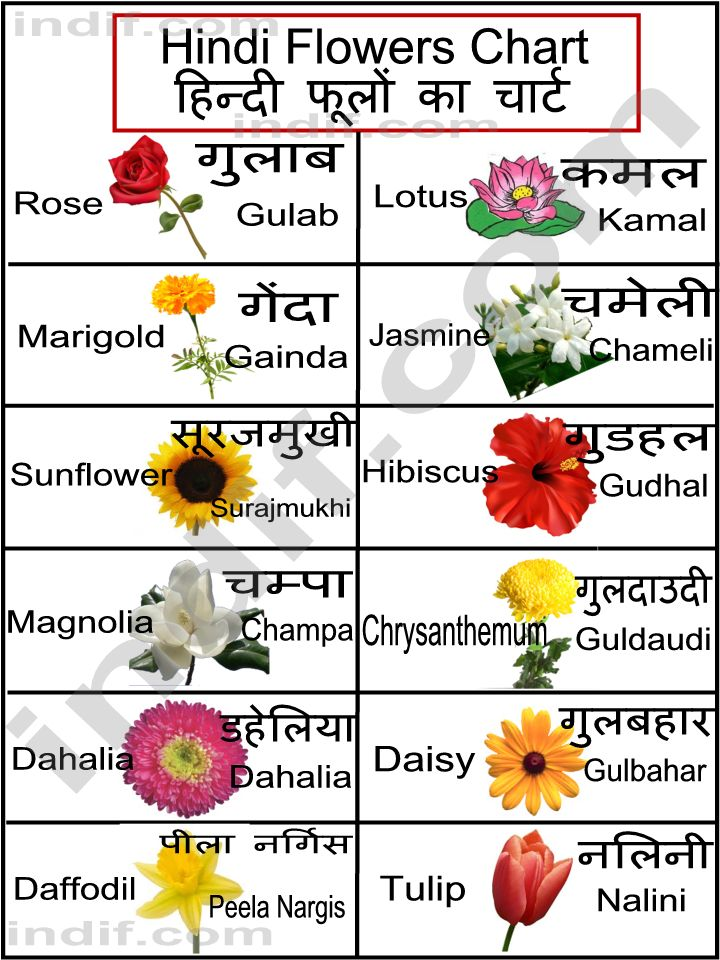 indif.com
Hindi Flowers Chart
हिन्दी फूलों का चार्ट
indif.com
Rose
गुलाब
Gulab
Lotus
कमल
Kamal
Marigold
गेंदा
Gainda
Jasmine
चमेली
Chameli
Sunflower
सूरजमुखी
Surajmukhi
Hibiscus
गुडहल
Gudhal
Magnolia
चम्पा
Champa
Chrysanthemum
गुलदाउदी
Guldaudi
Dahalia
डहेलिया
Dahalia
Daisy
गुलबहार
Gulbahar
Daffodil
पीला नर्गिस
Peela Nargis
Tulip
नलिनी
Nalini
indif.com
indif.com